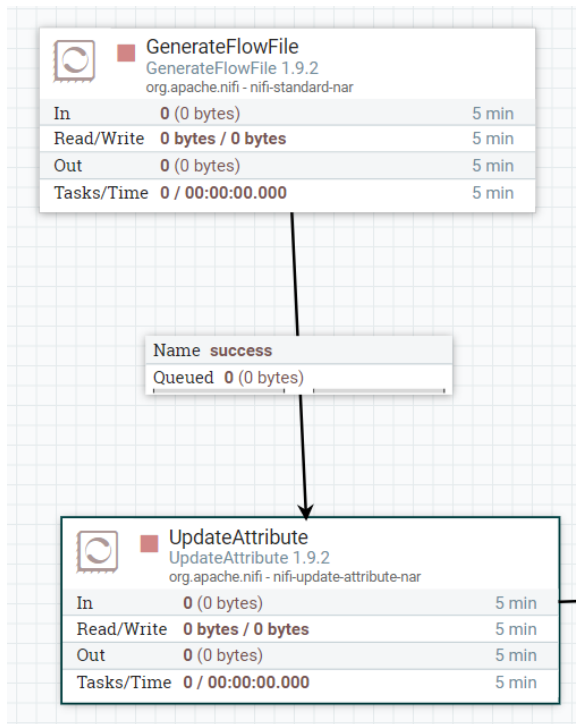 GenerateFlowFile
GenerateFlowFile 1.9.2
org.apache.nifi - nifi-standard-nar
In 0 (0 bytes) 5 min
Read/Write 0 bytes / 0 bytes 5 min
Out 0 (0 bytes) 5 min
Tasks/Time 0 / 00:00:00.000 5 min
Name success
Queued 0 (0 bytes)
UpdateAttribute
UpdateAttribute 1.9.2
org.apache.nifi - nifi-update-attribute-nar
In 0 (0 bytes) 5 min
Read/Write 0 bytes / 0 bytes 5 min
Out 0 (0 bytes) 5 min
Tasks/Time 0 / 00:00:00.000 5 min